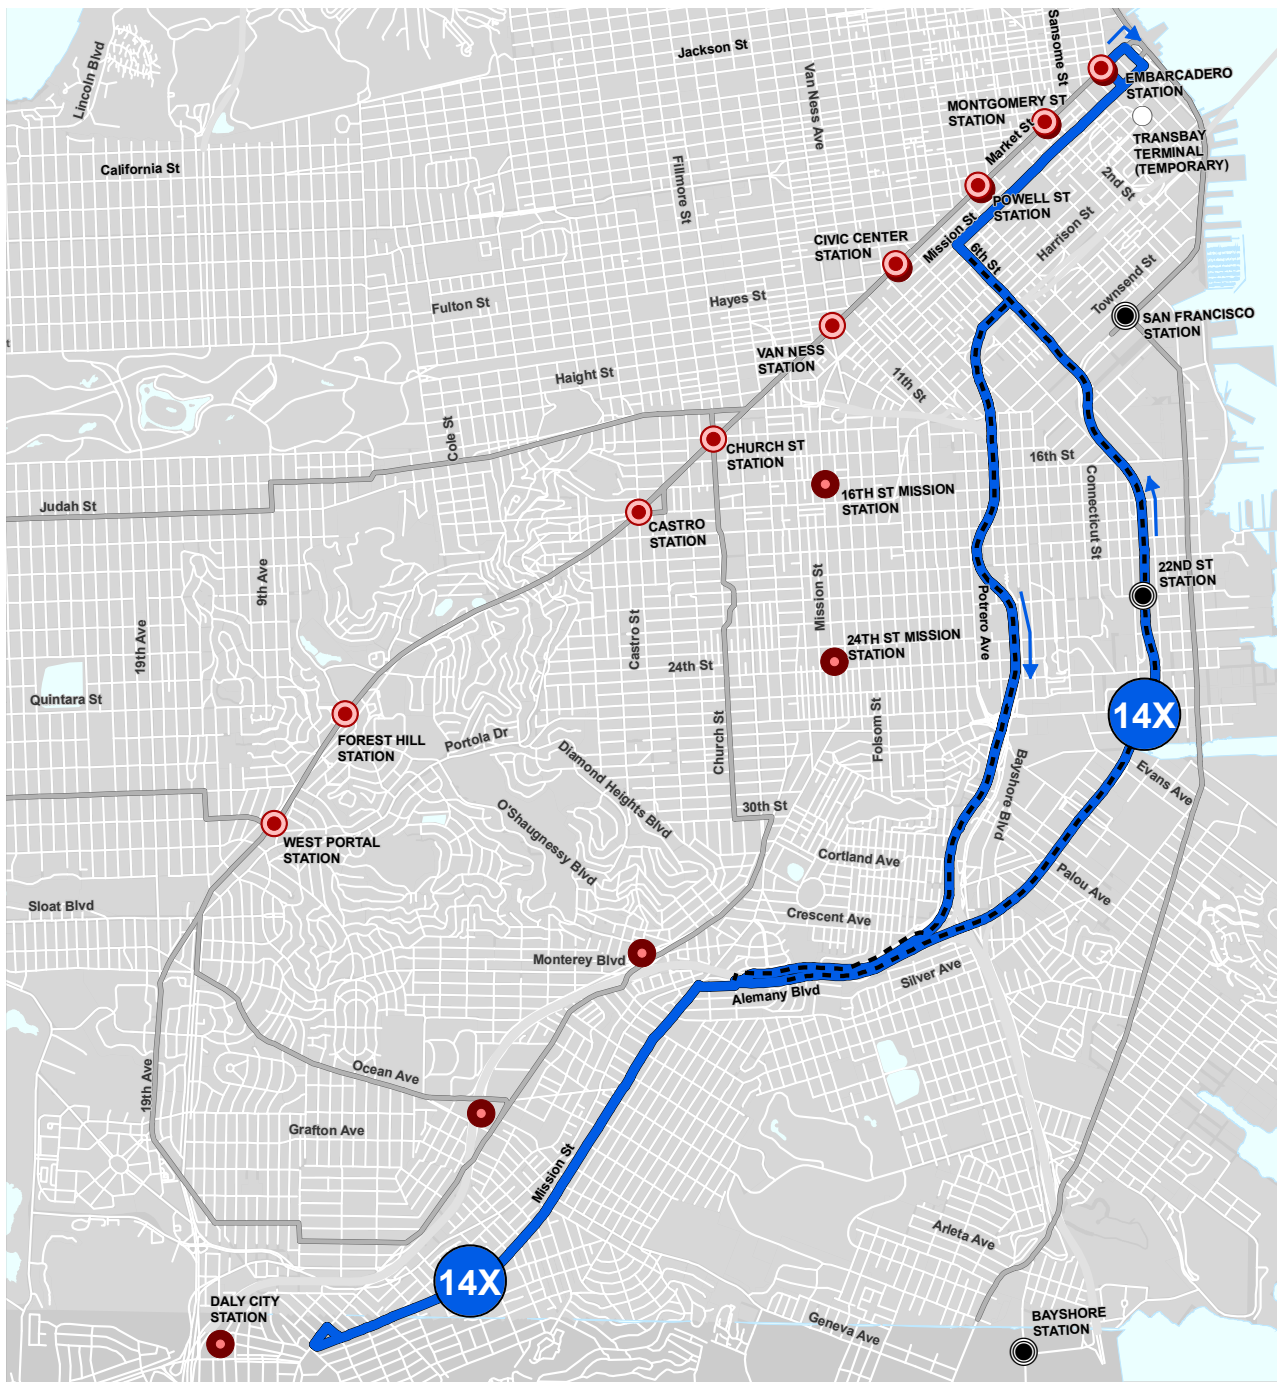 Lincoln Blvd
Jackson St
Sansome St
Van Ness Ave
EMBARCADERO
STATION
MONTGOMERY ST
STATION
Market St
TRANSBAY
TERMINAL
(TEMPORARY)
California St
Fillmore St
2nd St
POWELL ST
STATION
Mission St
Harrison St
CIVIC CENTER
STATION
6th St
Townsend St
Fulton St
Hayes St
SAN FRANCISCO
STATION
VAN NESS
STATION
Haight St
11th St
Cole St
CHURCH ST
STATION
16th St
Connecticut St
Judah St
16TH ST MISSION
STATION
CASTRO
STATION
9th Ave
22ND ST
STATION
Mission St
Potrero Ave
19th Ave
Castro St
24TH ST MISSION
STATION
24th St
Quintara St
14X
Folsom St
Church St
FOREST HILL
STATION
Portola Dr
Diamond Heights Blvd
Bayshore Blvd
Evans Ave
O'Shaugnessy Blvd
30th St
WEST PORTAL
STATION
Cortland Ave
Palou Ave
Sloat Blvd
Crescent Ave
Monterey Blvd
Silver Ave
Alemany Blvd
Ocean Ave
19th Ave
Grafton Ave
Mission St
Arleta Ave
14X
DALY CITY
STATION
Geneva Ave
BAYSHORE
STATION